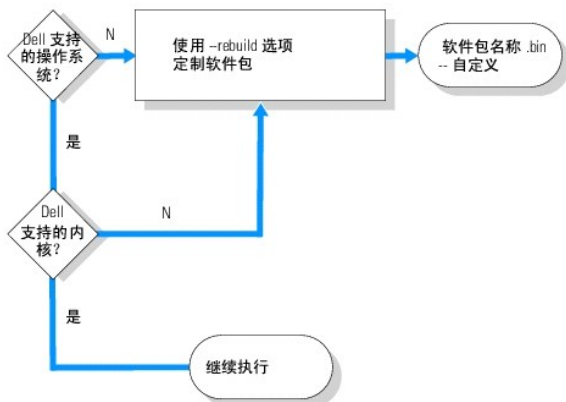 Dell 支持
的操作系
统？
N
使用 --rebuild 选项
定制软件包
软件包名称 .bin
-- 自定义
是
Dell
支持的内
核？
N
是
继续执行